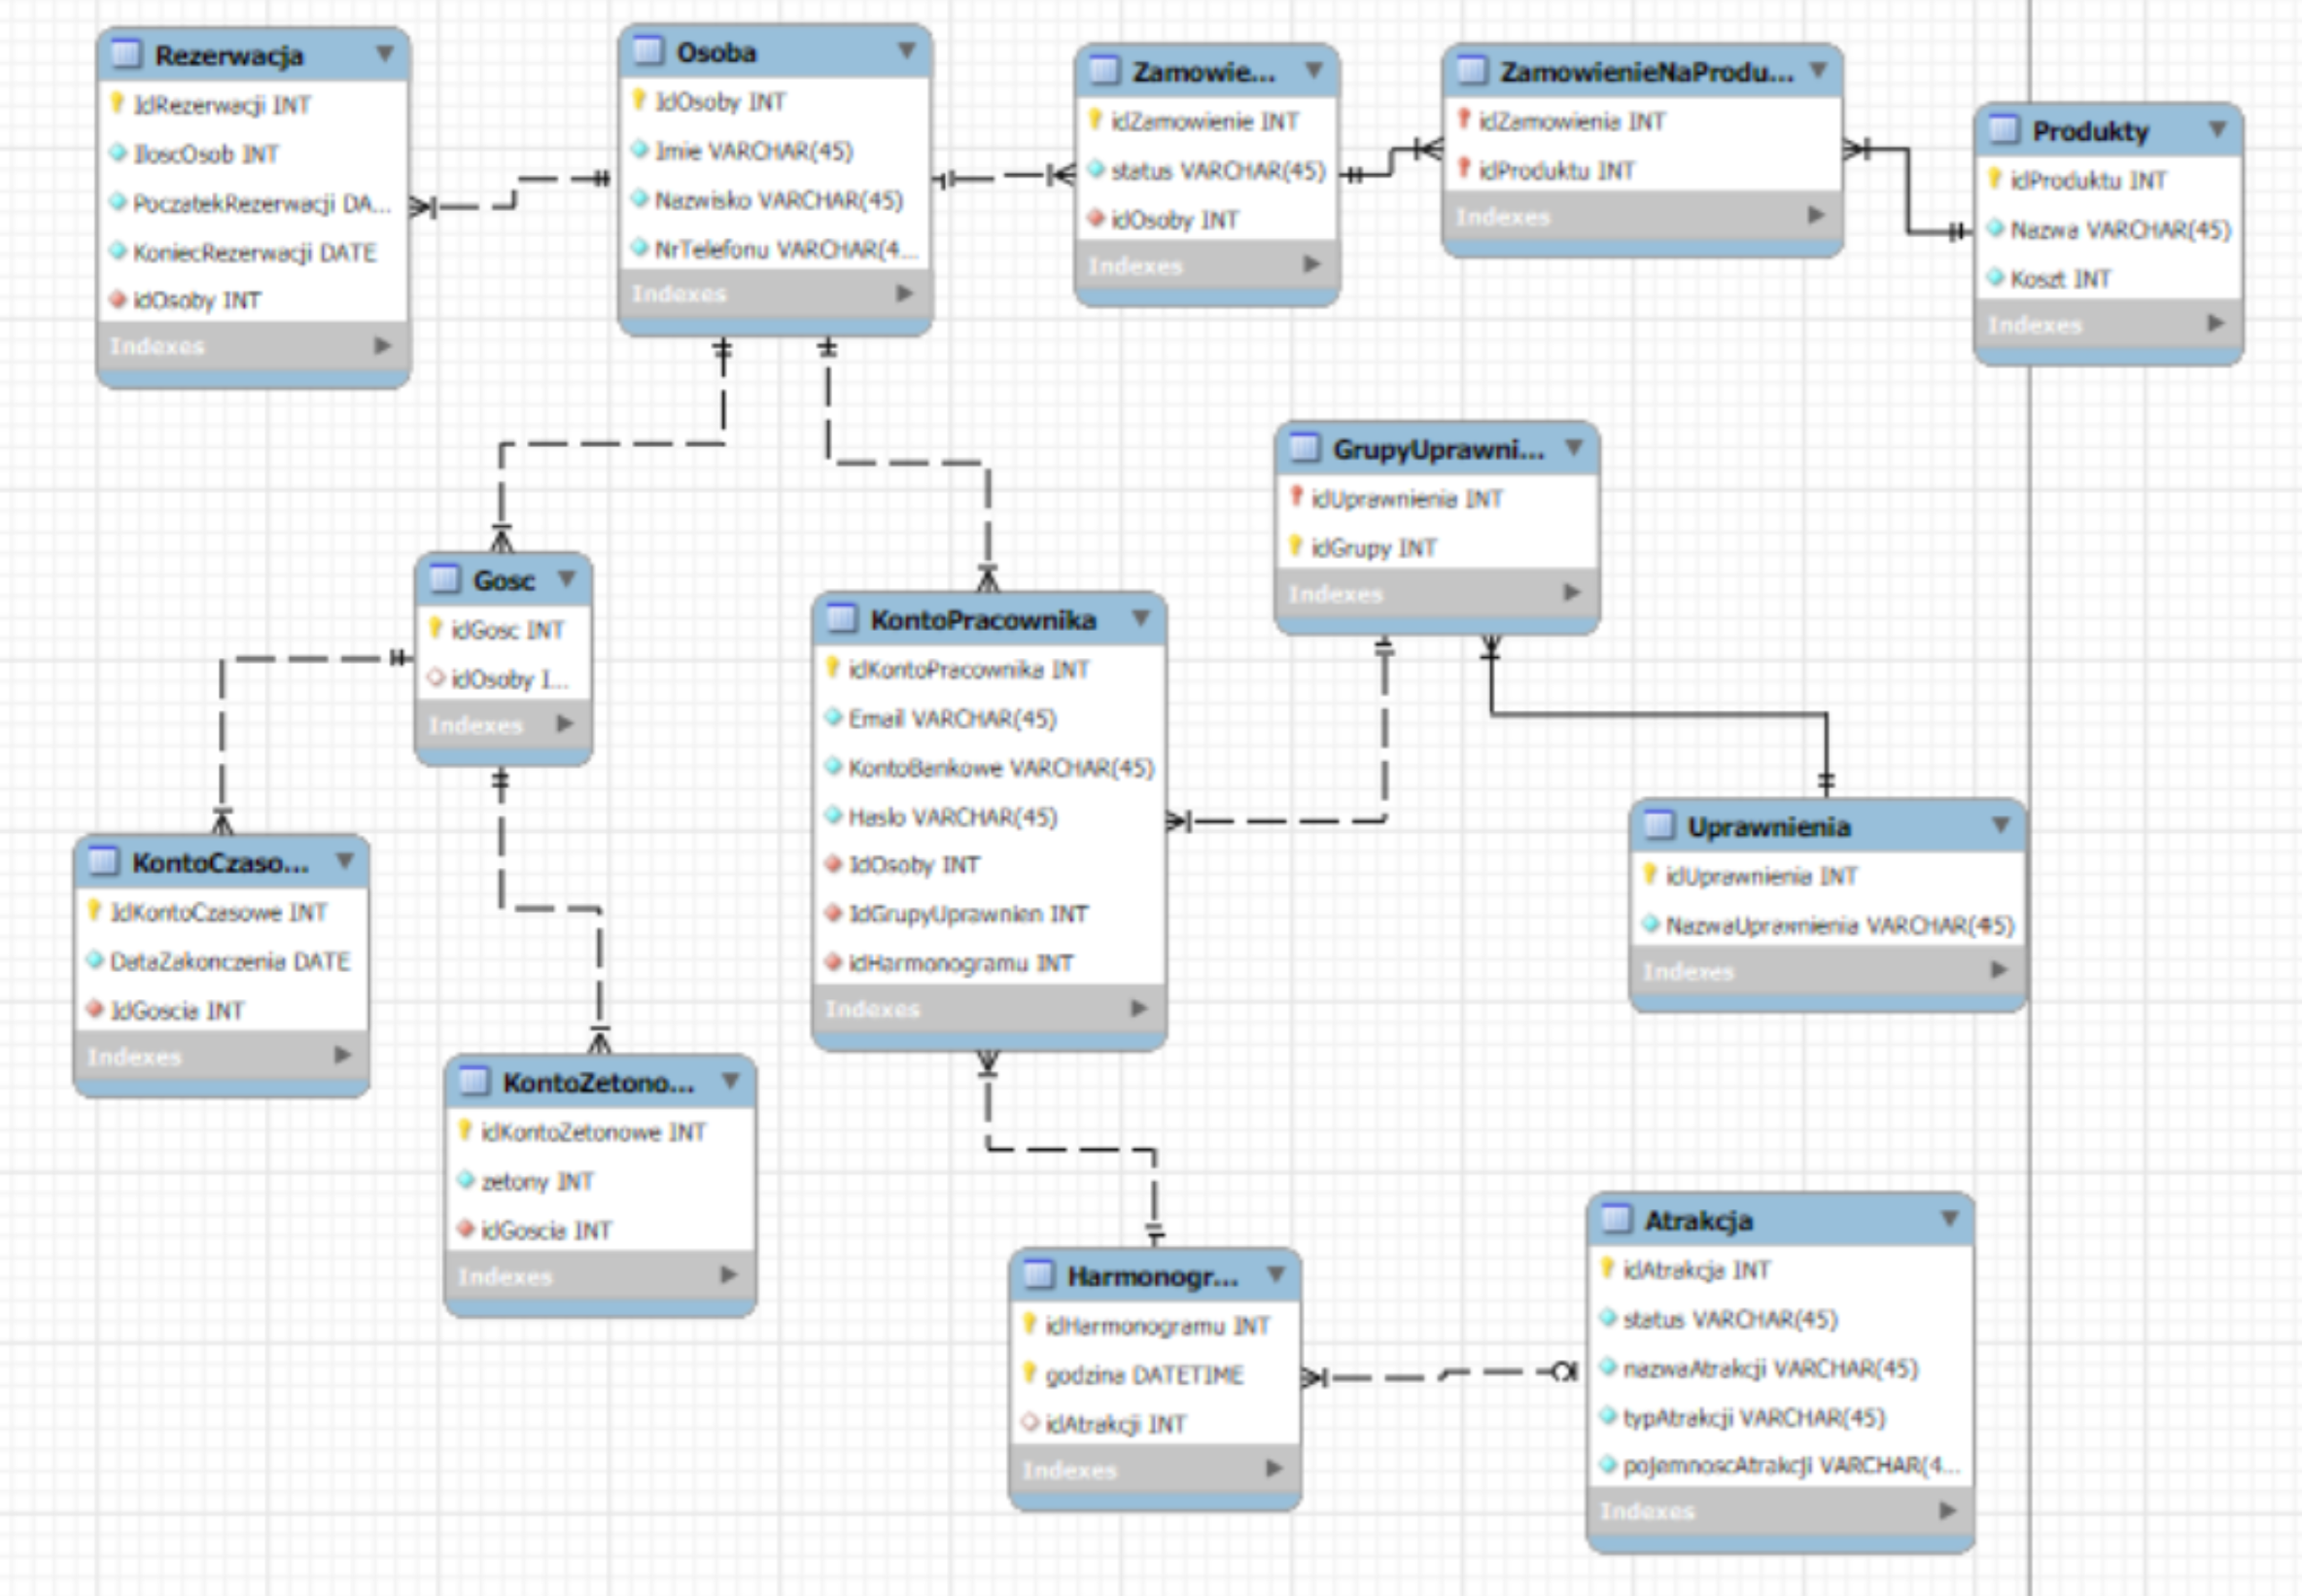 Rezerwacja
IdRezerwacji INT
IloscOsob INT
PoczatekRezerwacji DA...
KoniecRezerwacji DATE
idOsoby INT
Indexes
Osoba
IdOsoby INT
Imie VARCHAR(45)
Nazwisko VARCHAR(45)
NrTelefonu VARCHAR(4...
Indexes
Zamowie...
idZamowienie INT
status VARCHAR(45)
idOsoby INT
Indexes
ZamowienieNaProdu...
idZamowienia INT
idProduktu INT
Indexes
Produkty
idProduktu INT
Nazwa VARCHAR(45)
Koszt INT
Indexes
Gosc
idGosc INT
idOsoby I...
Indexes
KontoPracownika
idKontoPracownika INT
Email VARCHAR(45)
KontoBankowe VARCHAR(45)
Haslo VARCHAR(45)
IdOsoby INT
IdGrupyUprawnien INT
idHarmonogramu INT
Indexes
GrupyUprawni...
idUprawnienia INT
idGrupy INT
Indexes
Uprawnienia
idUprawnienia INT
NazwaUprawnienia VARCHAR(45)
Indexes
KontoCzaso...
IdKontoCzasowe INT
DataZakonczenia DATE
IdGoscia INT
Indexes
KontoZetono...
idKontoZetonowe INT
zetony INT
idGoscia INT
Indexes
Harmonogr...
idHarmonogramu INT
godzina DATETIME
idAtrakcji INT
Indexes
Atrakcja
idAtrakcja INT
status VARCHAR(45)
nazwaAtrakcji VARCHAR(45)
typAtrakcji VARCHAR(45)
pojemnoscAtrakcji VARCHAR(4...
Indexes